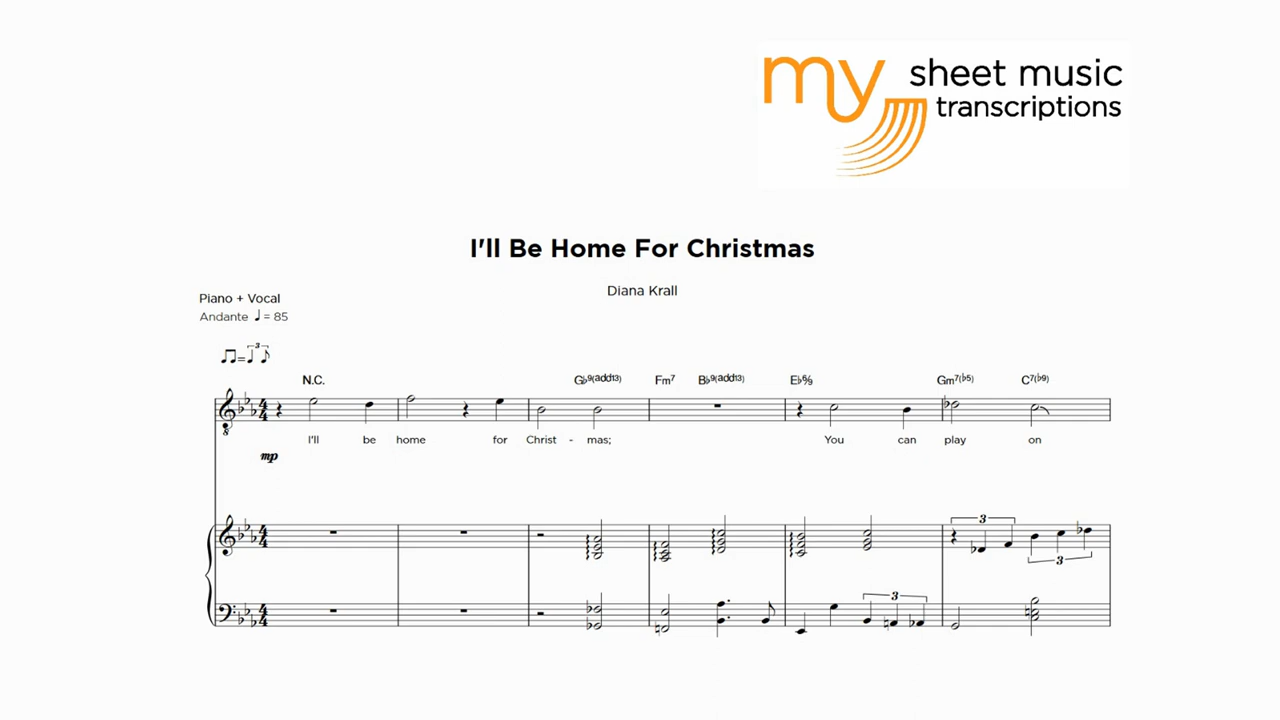 my sheet music
transcriptions
I'll Be Home For Christmas
Diana Krall
Piano + Vocal
Andante ♩ = 85
♫=♩ ♪ 3
N.C. G♭9(add13) Fm7 B♭9(add13) E♭6/9 Gm7(♭5) C7(♭9)
8
I'll be home for Christ - mas; You can play on
mp
3 3
3